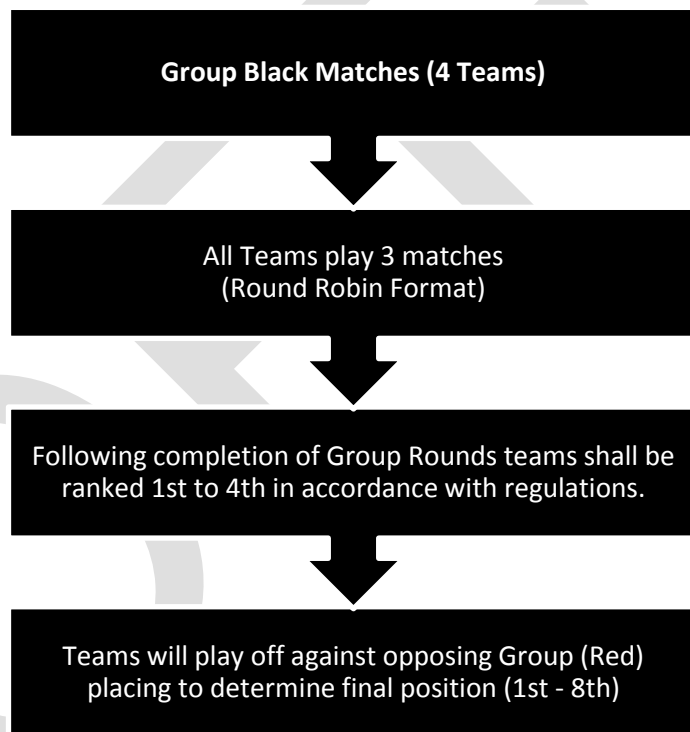 Group Black Matches (4 Teams)
All Teams play 3 matches
(Round Robin Format)
Following completion of Group Rounds teams shall be
ranked 1st to 4th in accordance with regulations.
Teams will play off against opposing Group (Red)
placing to determine final position (1st - 8th)